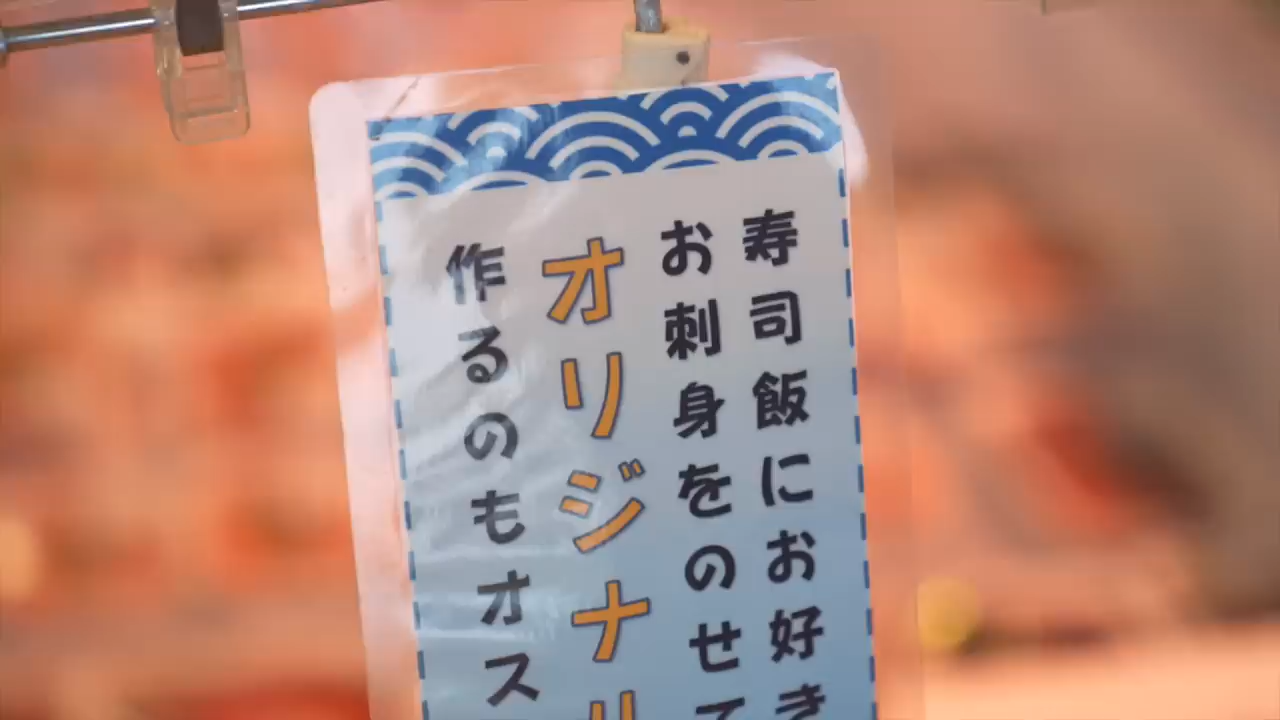 寿司飯にお好き
お刺身をのせて
オリジナル
作るのもオス